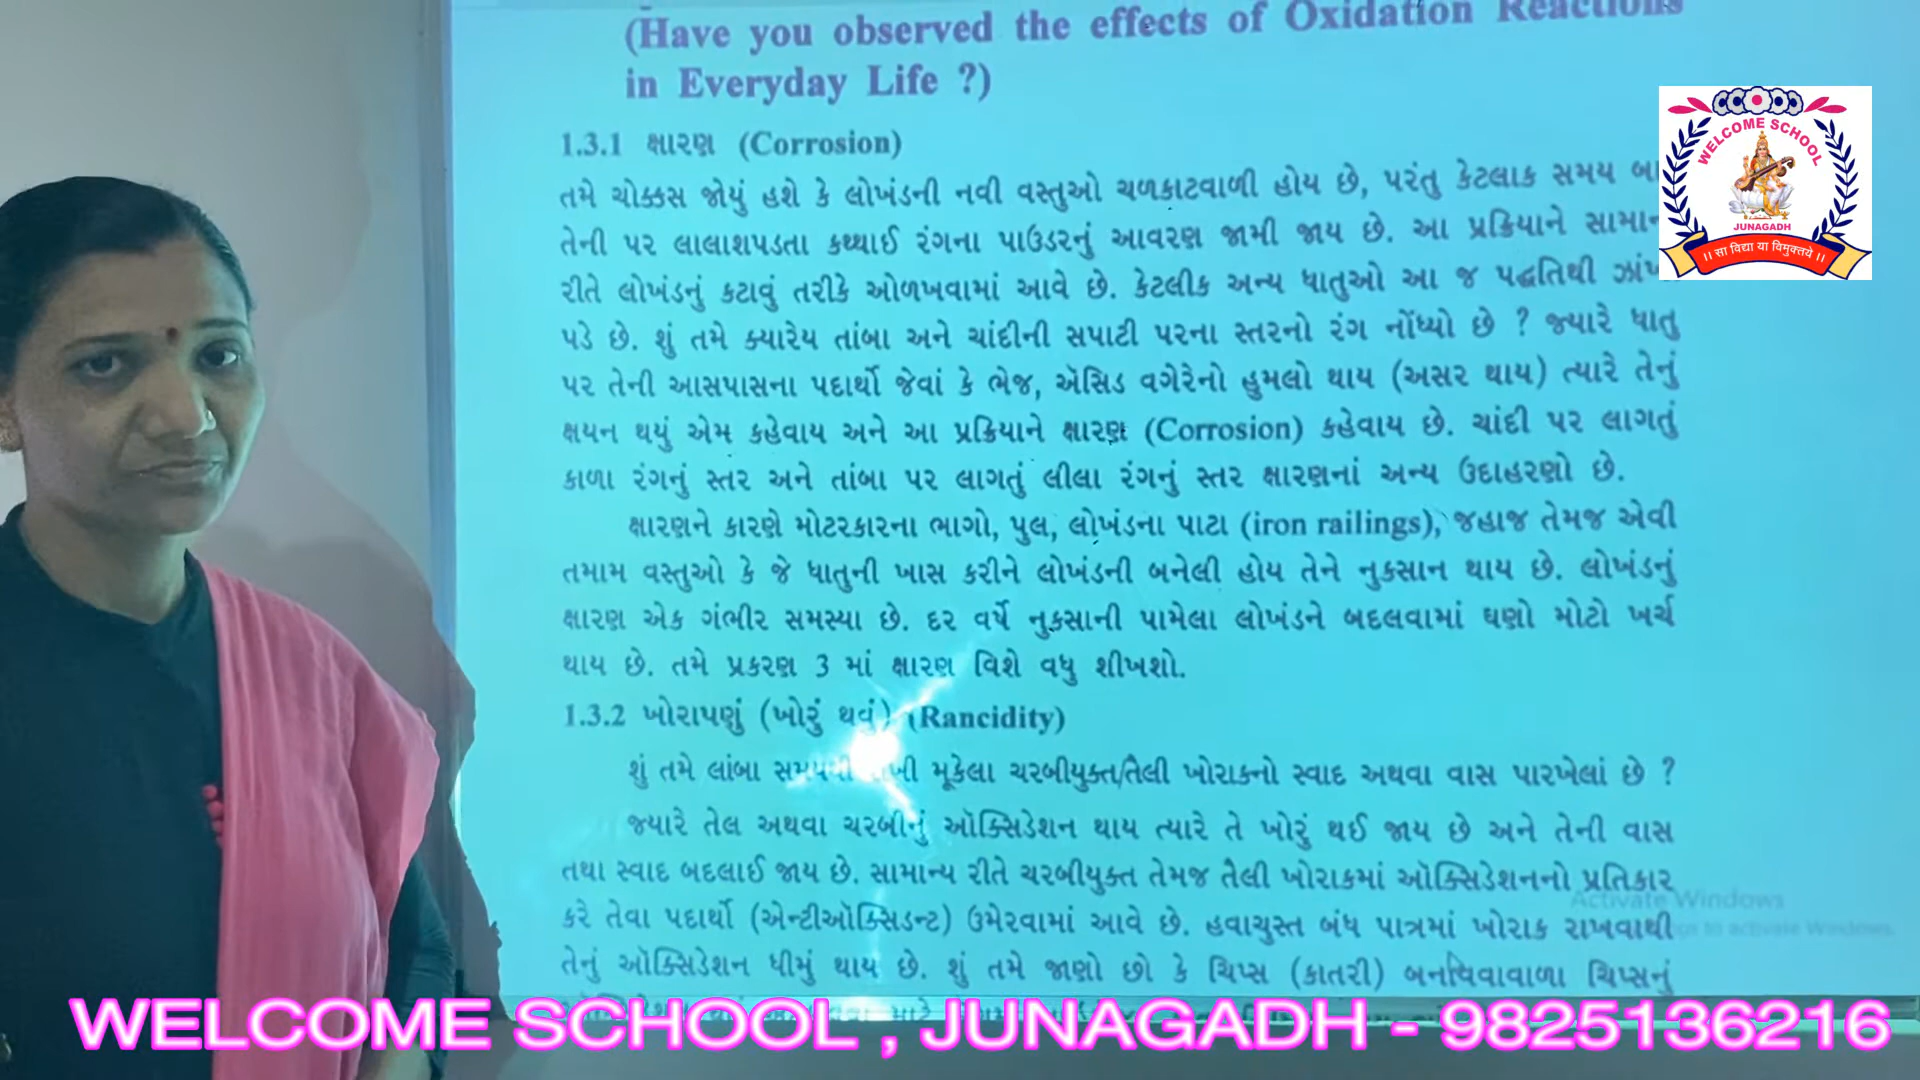 (Have you observed the effects of Oxidation Reactions
in Everyday Life ?)
1.3.1 ક્ષારણ (Corrosion)
તમે ચોક્કસ જોયું હશે કે લોખંડની નવી વસ્તુઓ ચળકાટવાળી હોય છે, પરંતુ કેટલાક સમય
તેની પર લાલાશપડતા કથ્થાઈ રંગના પાઉડરનું આવરણ જામી જાય છે. આ પ્રક્રિયાને
રીતે લોખંડનું કટાવું તરીકે ઓળખવામાં આવે છે. કેટલીક અન્ય ધાતુઓ આ જ પદ્ધતિથી
પડે છે. શું તમે ક્યારેય તાંબા અને ચાંદીની સપાટી પરના સ્તરનો રંગ નોંધ્યો છે ? જ્યારે ધાતુ
પર તેની આસપાસના પદાર્થો જેવાં કે ભેજ, ઍસિડ વગેરેનો હુમલો થાય (અસર થાય) ત્યારે તેનું
ક્ષયન થયું એમ કહેવાય અને આ પ્રક્રિયાને ક્ષારણ (Corrosion) કહેવાય છે. ચાંદી પર લાગતું
કાળા રંગનું સ્તર અને તાંબા પર લાગતું લીલા રંગનું સ્તર ક્ષારણનાં અન્ય ઉદાહરણો છે.
ક્ષારણને કારણે મોટરકારના ભાગો, પુલ, લોખંડના પાટા (iron railings), જહાજ તેમજ એવી
તમામ વસ્તુઓ કે જે ધાતુની ખાસ કરીને લોખંડની બનેલી હોય તેને નુકસાન થાય છે. લોખંડનું
ક્ષારણ એક ગંભીર સમસ્યા છે. દર વર્ષે નુકસાની પામેલા લોખંડને બદલવામાં ઘણો મોટો ખર્ચ
થાય છે. તમે પ્રકરણ 3 માં ક્ષારણ વિશે વધુ શીખશો.
1.3.2 ખોરાપણું (ખોરું થવું) (Rancidity)
શું તમે લાંબા મૂકેલા ચરબીયુક્ત/તૈલી ખોરાકનો સ્વાદ અથવા વાસ પારખેલાં છે ?
જ્યારે તેલ અથવા ચરબીનું ઑક્સિડેશન થાય ત્યારે તે ખોરું થઈ જાય છે અને તેની વાસ
તથા સ્વાદ બદલાઈ જાય છે. સામાન્ય રીતે ચરબીયુક્ત તેમજ તૈલી ખોરાકમાં ઑક્સિડેશનનો પ્રતિકાર
કરે તેવા પદાર્થો (એન્ટીઑક્સિડન્ટ) ઉમેરવામાં આવે છે. હવાચુસ્ત બંધ પાત્રમાં ખોરાક રાખવાથી
તેનું ઑક્સિડેશન ધીમું થાય છે. શું તમે જાણો છો કે ચિપ્સ (કાતરી) બનાવવાવાળા ચિપ્સનું
Activate Windows
WELCOME SCHOOL
JUNAGADH
।। सा विद्या या विमुक्तये ।।
WELCOME SCHOOL , JUNAGADH - 9825136216